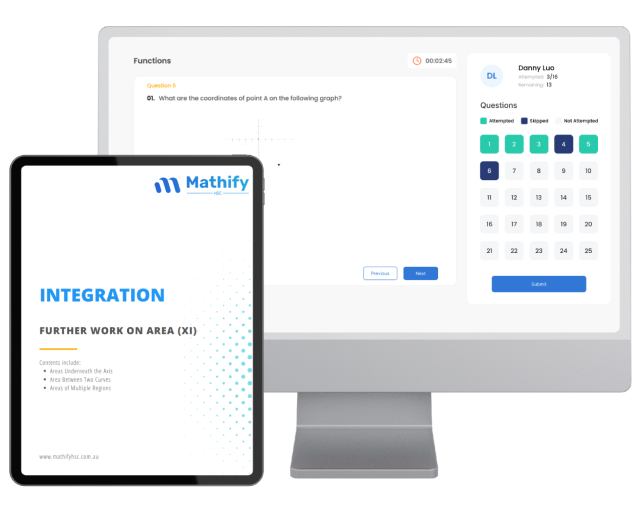 Functions
00:02:45
Question 5
01. What are the coordinates of point A on the following graph?
Previous
Next
DL
Danny Luo
Attempted: 3/16
Remaining: 13
Questions
Attempted
Skipped
Not Attempted
1 2 3 4 5
6 7 8 9 10
11 12 13 14 15
16 17 18 19 20
21 22 23 24 25
Submit
Mathify
HSC
INTEGRATION
FURTHER WORK ON AREA (XI)
Contents include:
Areas Underneath the Axis
Area Between Two Curves
Areas of Multiple Regions
www.mathifyhsc.com.au